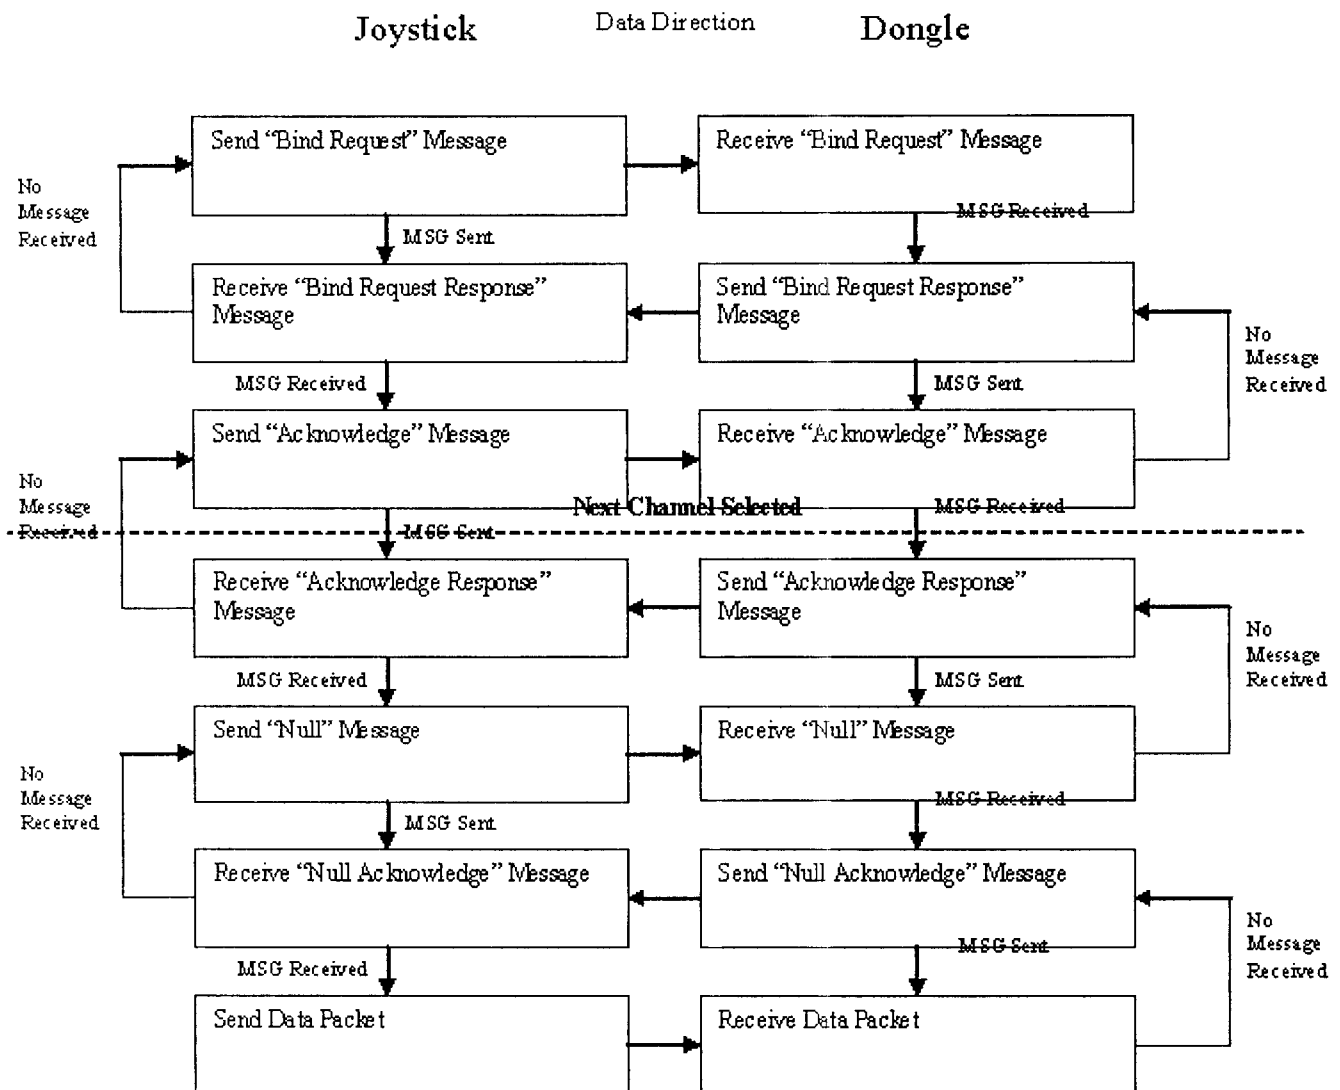 Joystick
Data Direction
Dongle
Send “Bind Request” Message
Receive “Bind Request” Message
No
Message
Received
MSG Sent
MSG Received
Receive “Bind Request Response”
Message
Send “Bind Request Response”
Message
No
Message
Received
MSG Received
MSG Sent
Send “Acknowledge” Message
Receive “Acknowledge” Message
No
Message
Received
Next Channel Selected
MSG Sent
MSG Received
Receive “Acknowledge Response”
Message
Send “Acknowledge Response”
Message
No
Message
Received
MSG Received
MSG Sent
Send “Null” Message
Receive “Null” Message
No
Message
Received
MSG Sent
MSG Received
Receive “Null Acknowledge” Message
Send “Null Acknowledge” Message
No
Message
Received
MSG Received
MSG Sent
Send Data Packet
Receive Data Packet